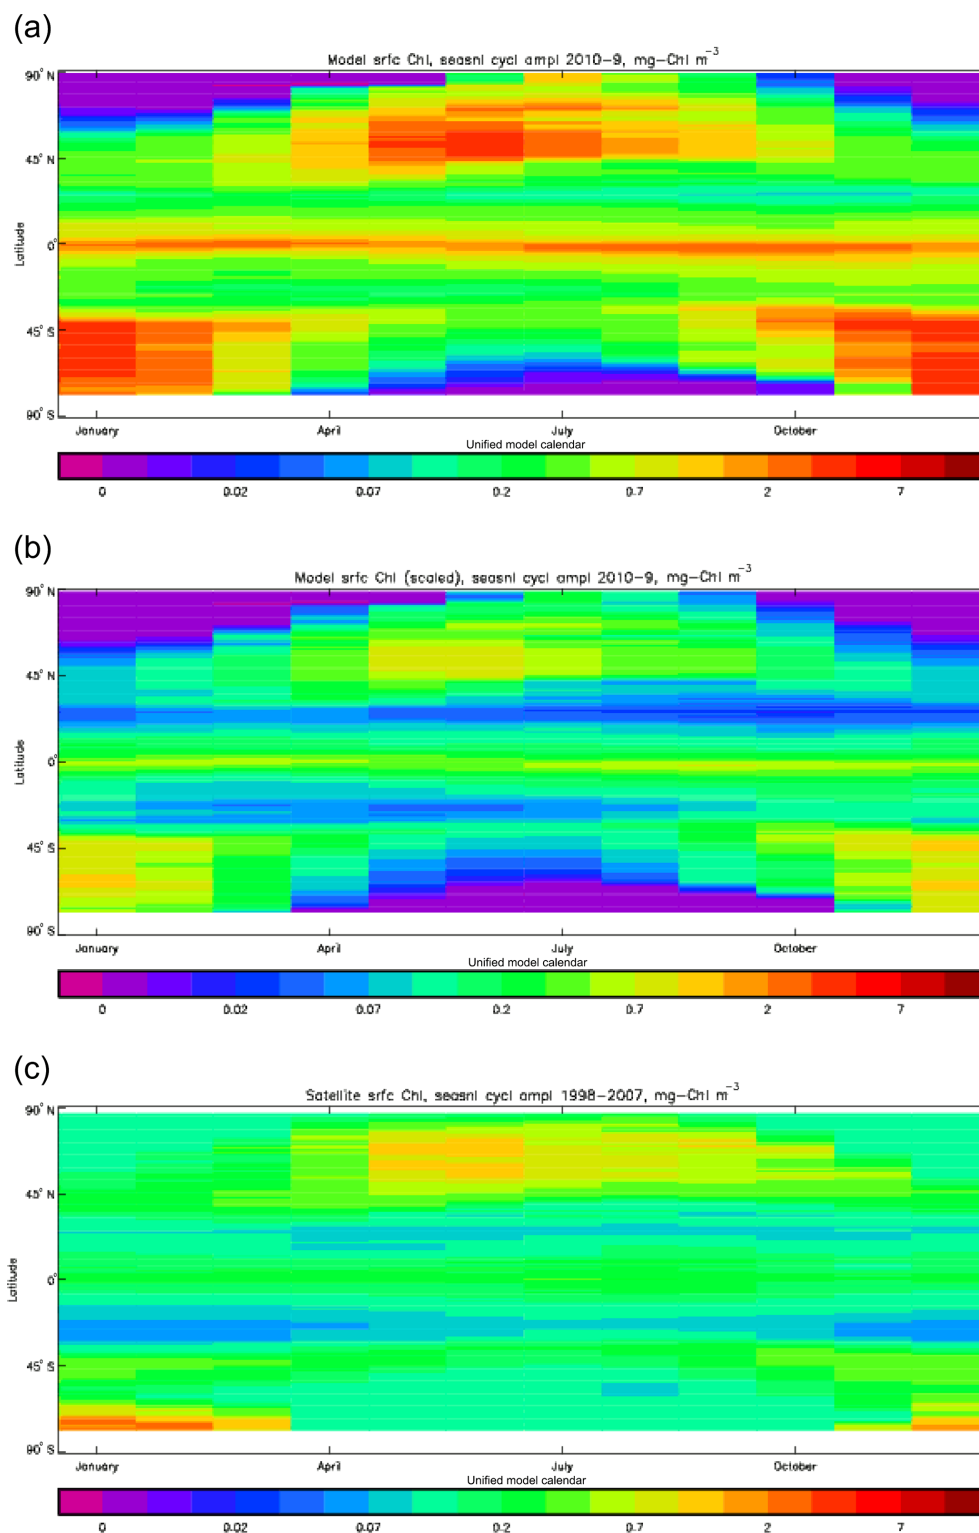 (a)
Model srfc Chl, seasnl cycl ampl 2010-9, mg-Chl m⁻³
90° N
45° N
0°
45° S
90° S
Latitude
January April July October
Unified model calendar
0 0.02 0.07 0.2 0.7 2 7
(b)
Model srfc Chl (scaled), seasnl cycl ampl 2010-9, mg-Chl m⁻³
90° N
45° N
0°
45° S
90° S
Latitude
January April July October
Unified model calendar
0 0.02 0.07 0.2 0.7 2 7
(c)
Satellite srfc Chl, seasnl cycl ampl 1998-2007, mg-Chl m⁻³
90° N
45° N
0°
45° S
90° S
Latitude
January April July October
Unified model calendar
0 0.02 0.07 0.2 0.7 2 7